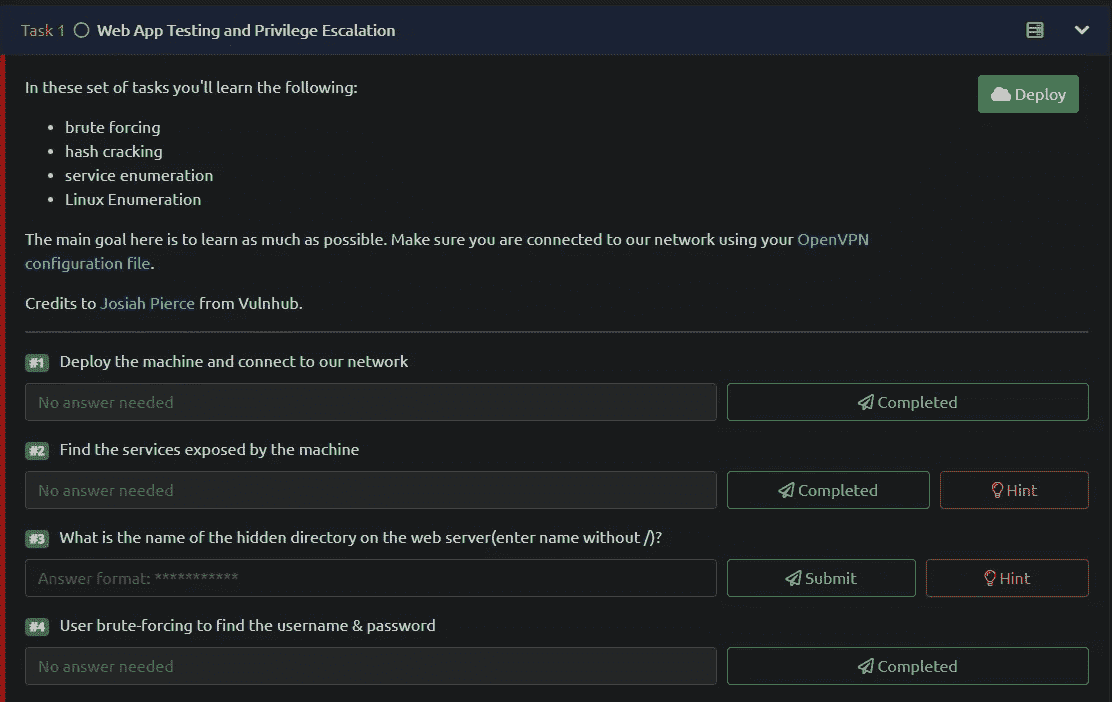 Task 1 Web App Testing and Privilege Escalation
In these set of tasks you'll learn the following:
Deploy
• brute forcing
• hash cracking
• service enumeration
• Linux Enumeration
The main goal here is to learn as much as possible. Make sure you are connected to our network using your OpenVPN
configuration file.
Credits to Josiah Pierce from Vulnhub.
#1 Deploy the machine and connect to our network
No answer needed Completed
#2 Find the services exposed by the machine
No answer needed Completed Hint
#3 What is the name of the hidden directory on the web server(enter name without /)?
Answer format: *********** Submit Hint
#4 User brute-forcing to find the username & password
No answer needed Completed